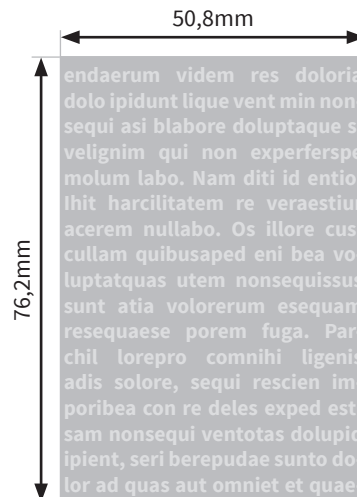 50,8mm
76,2mm
endaerum videm res doloria
dolo ipidunt lique vent min non
sequi asi blabore doluptaque s
velignim qui non experferspe
molum labo. Nam diti id entio
Ihit harcilitatem re veraestiu
acerem nullabo. Os illore cus
cullam quibusaped eni bea vo
luptatquas utem nonsequissus
sunt atia volorerum esequam
resequaese porem fuga. Par
chil lorepro comnihi ligenis
adis solore, sequi rescien im
poribea con re deles exped est
sam nonsequi ventotas dolupid
ipient, seri berepudae sunto do
lor ad quas aut omniet et quae